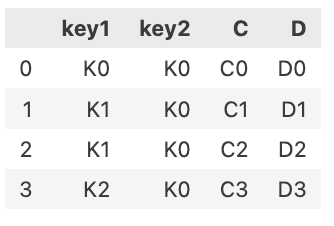 key1 key2 C D
0 K0 K0 C0 D0
1 K1 K0 C1 D1
2 K1 K0 C2 D2
3 K2 K0 C3 D3